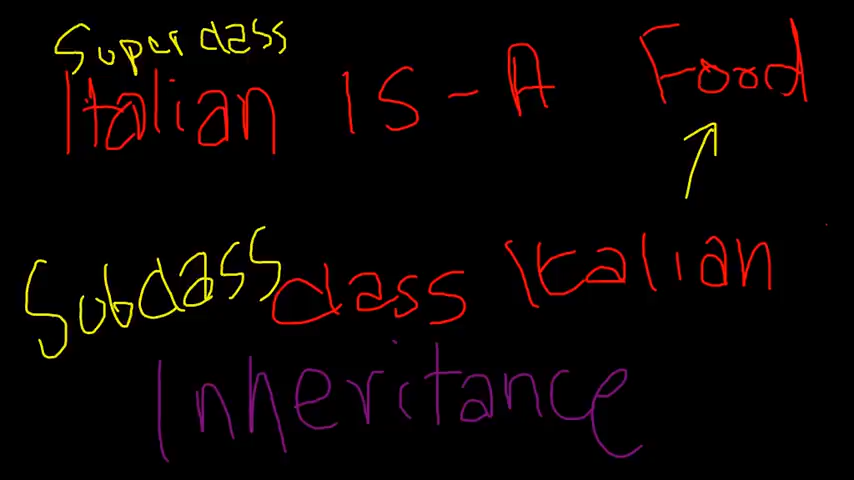 Superclass
Italian IS-A Food
Subclass class Italian
Inheritance